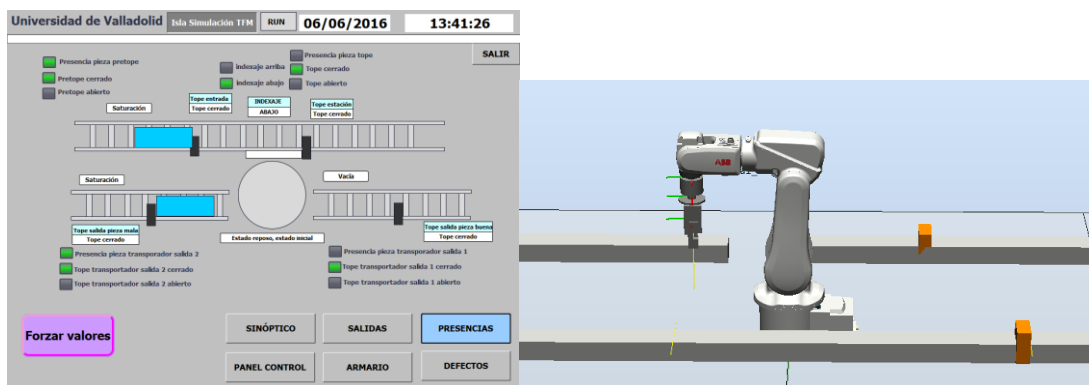 Universidad de Valladolid
Isla Simulación TFM
RUN
06/06/2016
13:41:26
SALIR
Presencia pieza pretope
Pretope cerrado
Pretope abierto
Presencia pieza tope
Indexaje arriba
Tope cerrado
Indexaje abajo
Tope abierto
Saturación
Tope entrada
Tope cerrado
INDEXAJE
ABAJO
Tope estación
Tope cerrado
Saturación
Vacía
Tope salida pieza mala
Tope cerrado
Estado reposo, estado inicial
Tope salida pieza buena
Tope cerrado
Presencia pieza transporador salida 2
Tope transportador salida 2 cerrado
Tope transportador salida 2 abierto
Presencia pieza transporador salida 1
Tope transportador salida 1 cerrado
Tope transportador salida 1 abierto
Forzar valores
SINÓPTICO
SALIDAS
PRESENCIAS
PANEL CONTROL
ARMARIO
DEFECTOS
ABB